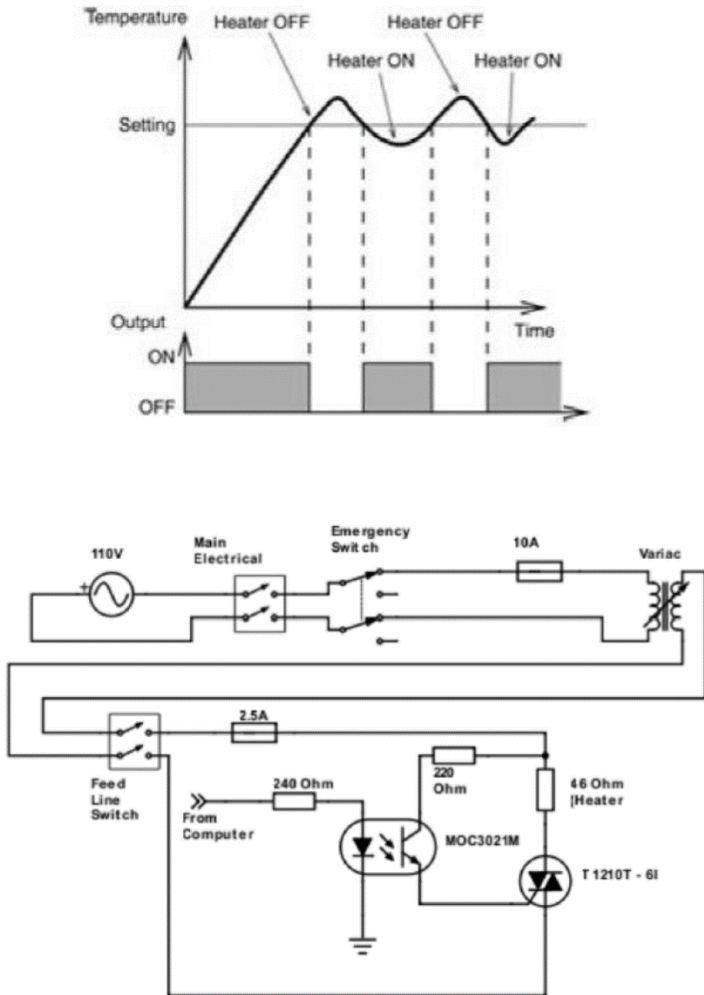 Temperature
Heater OFF
Heater OFF
Heater ON
Heater ON
Setting
Output
Time
ON
OFF
110V
Main
Electrical
Emergency
Switch
10A
Variac
2.5A
Feed
Line
Switch
240 Ohm
From
Computer
220
Ohm
46 Ohm
(Heater
MOC3021M
T1210T - 6I